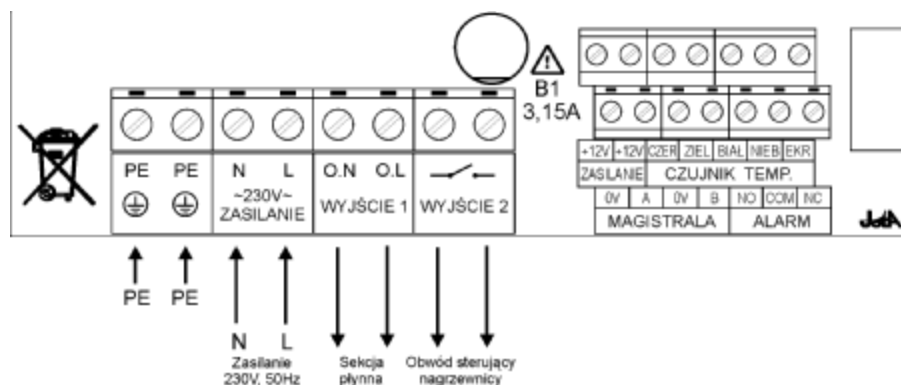 B1
3,15A
+12V +12V CZER ZIEL BIAŁ NIEB EKR
ZASILANIE CZUJNIK TEMP.
0V A 0V B NO COM NC
MAGISTRALA ALARM
PE PE N L O.N O.L
~230V~
ZASILANIE WYJŚCIE 1 WYJŚCIE 2
PE PE
N L
Zasilanie
230V, 50Hz
Sekcja
płynna
Obwód sterujący
nagrzewnicy